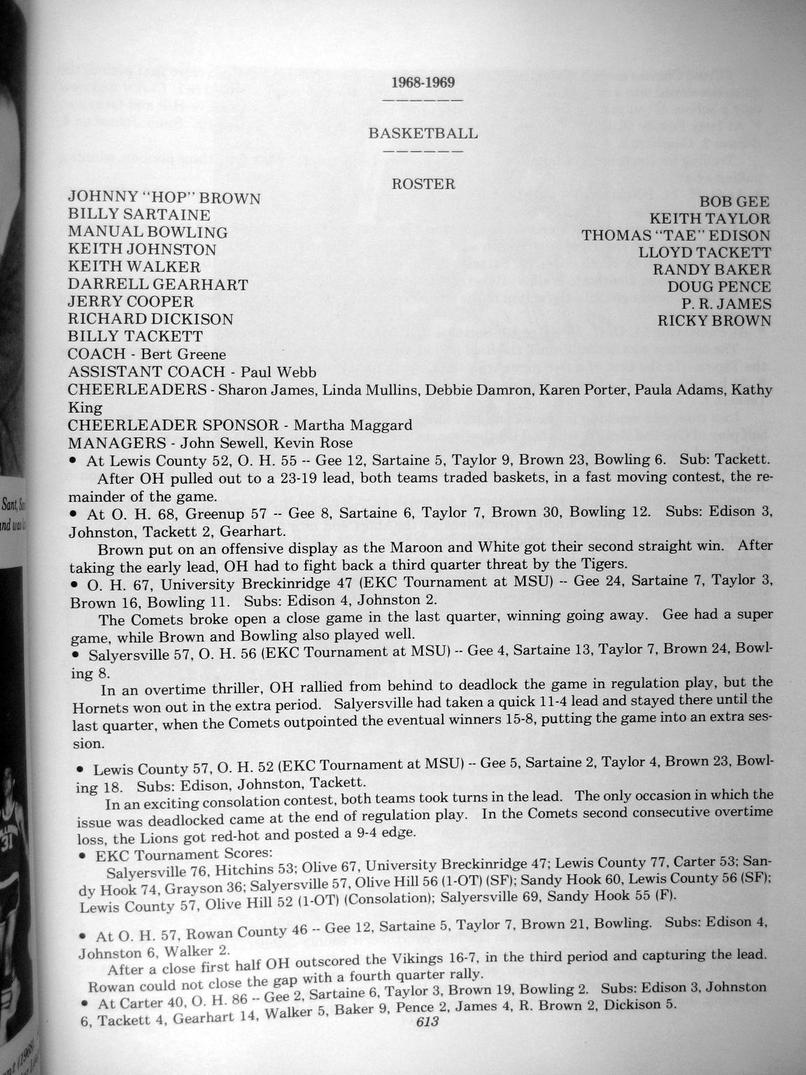 1968-1969
BASKETBALL
ROSTER
JOHNNY "HOP" BROWN
BILLY SARTAINE
MANUAL BOWLING
KEITH JOHNSTON
KEITH WALKER
DARRELL GEARHART
JERRY COOPER
RICHARD DICKISON
BILLY TACKETT
BOB GEE
KEITH TAYLOR
THOMAS "TAE" EDISON
LLOYD TACKETT
RANDY BAKER
DOUG PENCE
P. R. JAMES
RICKY BROWN
COACH - Bert Greene
ASSISTANT COACH - Paul Webb
CHEERLEADERS - Sharon James, Linda Mullins, Debbie Damron, Karen Porter, Paula Adams, Kathy
King
CHEERLEADER SPONSOR - Martha Maggard
MANAGERS - John Sewell, Kevin Rose
• At Lewis County 52, O. H. 55 -- Gee 12, Sartaine 5, Taylor 9, Brown 23, Bowling 6. Sub: Tackett.
After OH pulled out to a 23-19 lead, both teams traded baskets, in a fast moving contest, the re-
mainder of the game.
• At O. H. 68, Greenup 57 -- Gee 8, Sartaine 6, Taylor 7, Brown 30, Bowling 12. Subs: Edison 3,
Johnston, Tackett 2, Gearhart.
Brown put on an offensive display as the Maroon and White got their second straight win. After
taking the early lead, OH had to fight back a third quarter threat by the Tigers.
• O. H. 67, University Breckinridge 47 (EKC Tournament at MSU) -- Gee 24, Sartaine 7, Taylor 3,
Brown 16, Bowling 11. Subs: Edison 4, Johnston 2.
The Comets broke open a close game in the last quarter, winning going away. Gee had a super
game, while Brown and Bowling also played well.
• Salyersville 57, O. H. 56 (EKC Tournament at MSU) -- Gee 4, Sartaine 13, Taylor 7, Brown 24, Bowl-
ing 8.
In an overtime thriller, OH rallied from behind to deadlock the game in regulation play, but the
Hornets won out in the extra period. Salyersville had taken a quick 11-4 lead and stayed there until the
last quarter, when the Comets outpointed the eventual winners 15-8, putting the game into an extra ses-
sion.
• Lewis County 57, O. H. 52 (EKC Tournament at MSU) -- Gee 5, Sartaine 2, Taylor 4, Brown 23, Bowl-
ing 18. Subs: Edison, Johnston, Tackett.
In an exciting consolation contest, both teams took turns in the lead. The only occasion in which the
issue was deadlocked came at the end of regulation play. In the Comets second consecutive overtime
loss, the Lions got red-hot and posted a 9-4 edge.
• EKC Tournament Scores:
Salyersville 76, Hitchins 53; Olive 67, University Breckinridge 47; Lewis County 77, Carter 53; San-
dy Hook 74, Grayson 36; Salyersville 57, Olive Hill 56 (1-OT) (SF); Sandy Hook 60, Lewis County 56 (SF);
Lewis County 57, Olive Hill 52 (1-OT) (Consolation); Salyersville 69, Sandy Hook 55 (F).
• At O. H. 57, Rowan County 46 -- Gee 12, Sartaine 5, Taylor 7, Brown 21, Bowling. Subs: Edison 4,
Johnston 6, Walker 2.
After a close first half OH outscored the Vikings 16-7, in the third period and capturing the lead.
Rowan could not close the gap with a fourth quarter rally.
• At Carter 40, O. H. 86 -- Gee 2, Sartaine 6, Taylor 3, Brown 19, Bowling 2. Subs: Edison 3, Johnston
6, Tackett 4, Gearhart 14, Walker 5, Baker 9, Pence 2, James 4, R. Brown 2, Dickison 5.
613
31